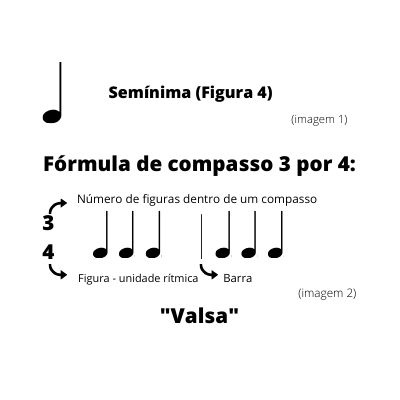 Semínima (Figura 4)
(imagem 1)
Fórmula de compasso 3 por 4:
Número de figuras dentro de um compasso
3
4
Figura - unidade rítmica
Barra
(imagem 2)
"Valsa"